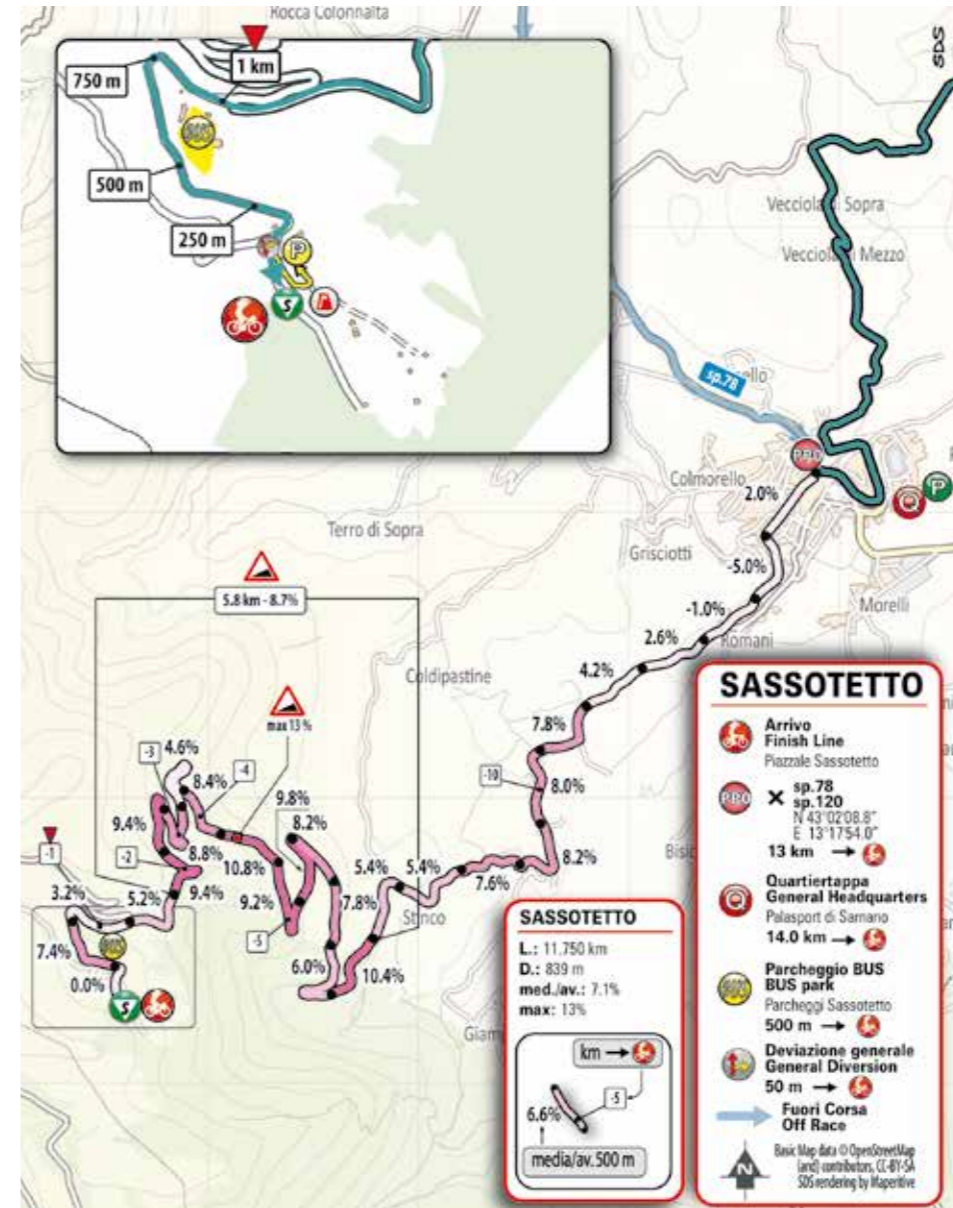 Rocca Colonnalta
SDS
1 km
750 m
BUS
500 m
250 m
P
S
Vecciola di Sopra
Vecciola di Mezzo
sp.78
PRO
Colmorello
2.0%
Q
P
Terro di Sopra
Grisciotti
-5.0%
5.8 km - 8.7%
-1.0%
Morelli
2.6%
Romani
4.2%
Coldipastine
max 13 %
7.8%
-3
4.6%
8.4%
-4
-10
8.0%
9.8%
9.4%
8.2%
8.8%
10.8%
8.2%
-1
-2
5.4%
5.4%
7.6%
3.2%
5.2%
9.4%
9.2%
7.8%
Stinco
7.4%
BUS
-5
6.0%
10.4%
0.0%
S
SASSOTETTO
L.: 11,750 km
D.: 839 m
med./av.: 7.1%
max: 13%
km
-5
6.6%
media/av. 500 m
SASSOTETTO
Arrivo
Finish Line
Piazzale Sassotetto
PRO
sp.78
sp.120
N 43°02'08.8"
E 13°17'54.0"
13 km
Q
Quartiertappa
General Headquarters
Palasport di Sarnano
14.0 km
BUS
Parcheggio BUS
BUS park
Parcheggi Sassotetto
500 m
Deviazione generale
General Diversion
50 m
Fuori Corsa
Off Race
N
Basic Map data © OpenStreetMap
(and) contributors, CC-BY-SA
SDS rendering by Maperitive